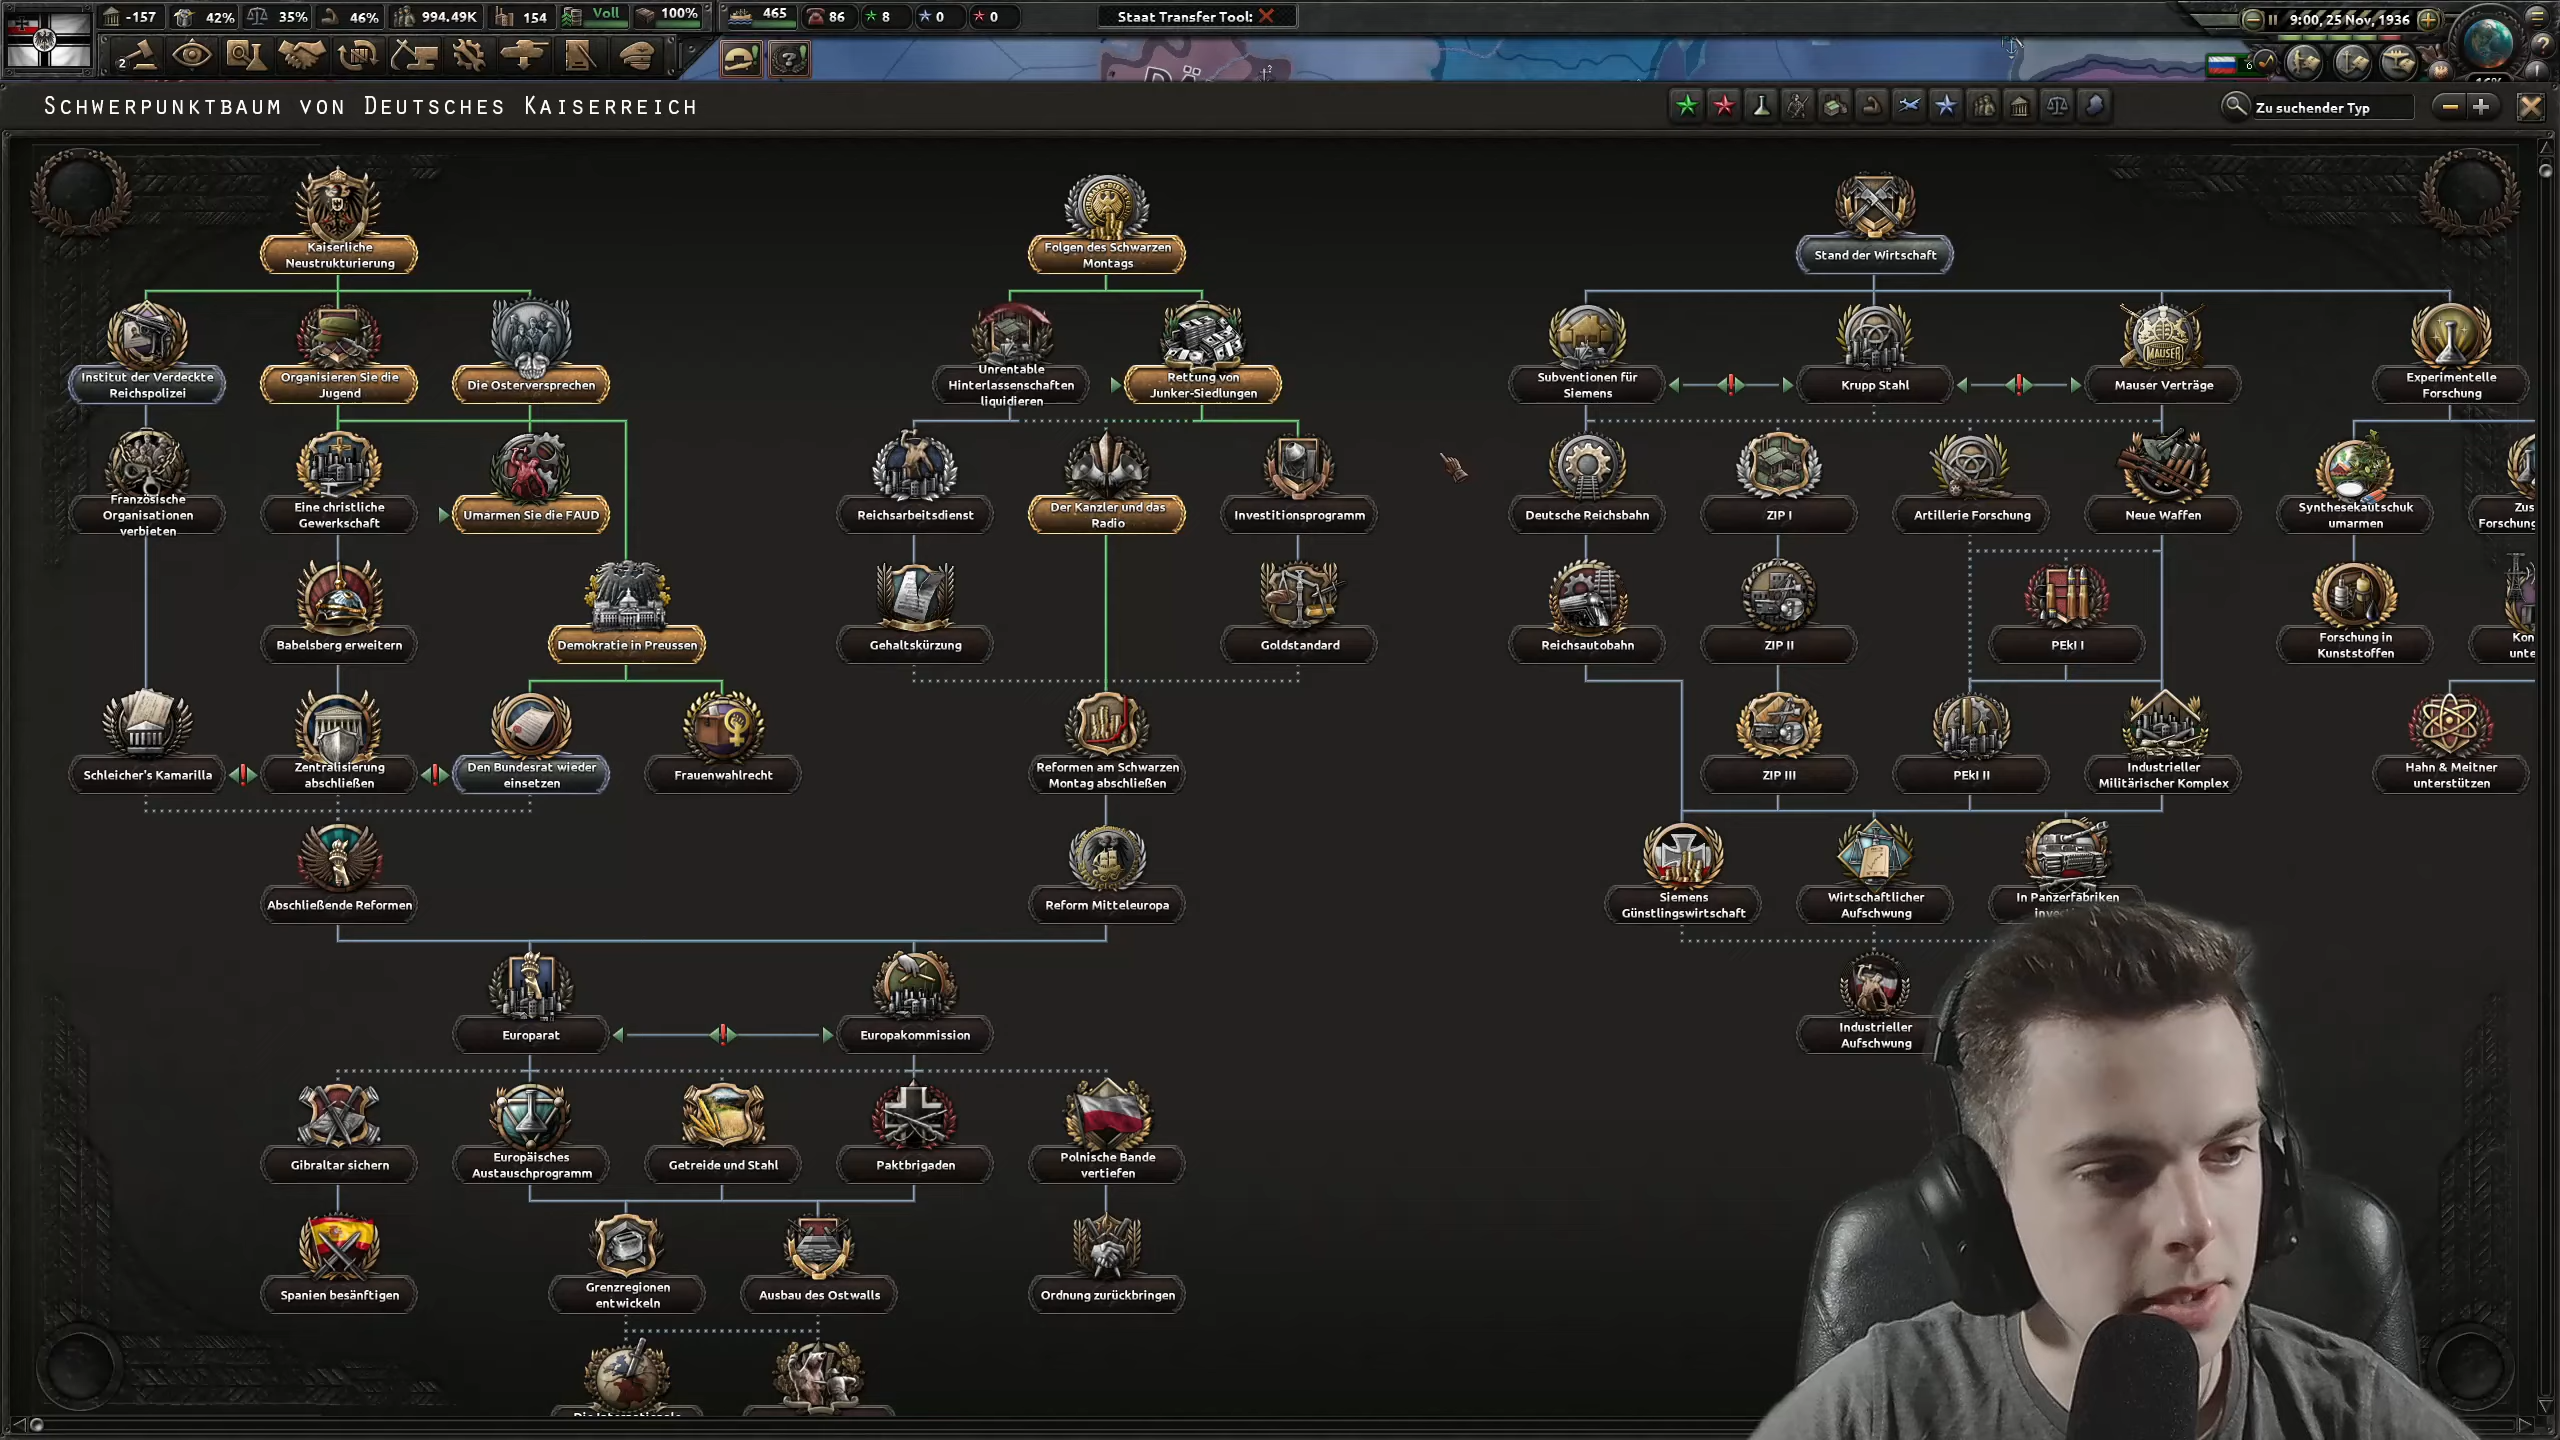 -157
42%
35%
46%
994.49K
154
Voll
100%
465
86
8
0
0
Staat Transfer Tool:
9:00, 25 Nov, 1936
2
6
Schwerpunktbaum von Deutsches Kaiserreich
Zu suchender Typ
Kaiserliche
Neustrukturierung
Folgen des Schwarzen
Montags
Stand der Wirtschaft
Institut der Verdeckte
Reichspolizei
Organisieren Sie die
Jugend
Die Osterversprechen
Unrentable
Hinterlassenschaften
liquidieren
Rettung von
Junker-Siedlungen
Subventionen für
Siemens
Krupp Stahl
MAUSER
Mauser Verträge
Experimentelle
Forschung
Französische
Organisationen
verbieten
Eine christliche
Gewerkschaft
Umarmen Sie die FAUD
Reichsarbeitsdienst
Der Kanzler und das
Radio
Investitionsprogramm
Deutsche Reichsbahn
ZIP I
Artillerie Forschung
Neue Waffen
Synthesekautschuk
umarmen
Zus
Forschung
Babelsberg erweitern
Demokratie in Preussen
Gehaltskürzung
Goldstandard
Reichsautobahn
ZIP II
PEkI I
Forschung in
Kunststoffen
Kon
unte
Schleicher's Kamarilla
Zentralisierung
abschließen
Den Bundesrat wieder
einsetzen
Frauenwahlrecht
Reformen am Schwarzen
Montag abschließen
ZIP III
PEkI II
Industrieller
Militärischer Komplex
Hahn & Meitner
unterstützen
Abschließende Reformen
Reform Mitteleuropa
Siemens
Günstlingswirtschaft
Wirtschaftlicher
Aufschwung
In Panzerfabriken
Europarat
Europakommission
Industrieller
Aufschwung
Gibraltar sichern
Europäisches
Austauschprogramm
Getreide und Stahl
Paktbrigaden
Polnische Bande
vertiefen
Spanien besänftigen
Grenzregionen
entwickeln
Ausbau des Ostwalls
Ordnung zurückbringen